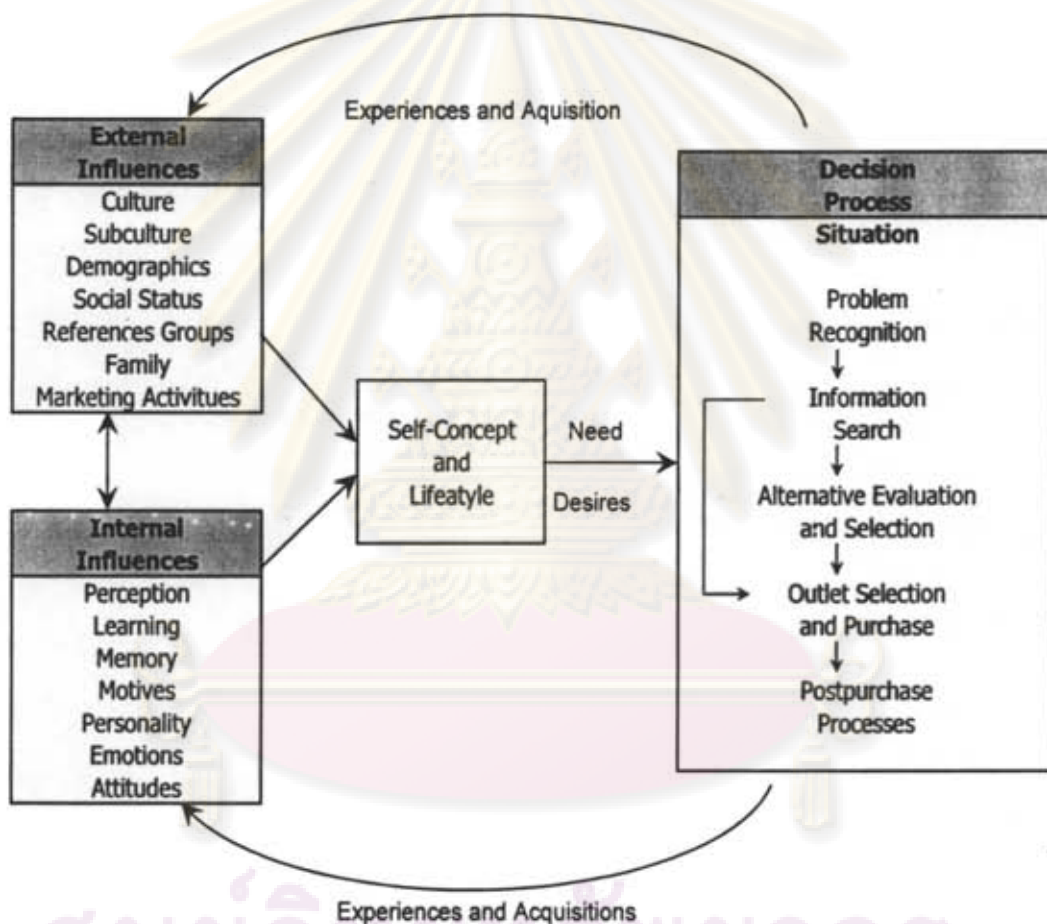 Experiences and Aquisition
External
Influences
Culture
Subculture
Demographics
Social Status
References Groups
Family
Marketing Activitues
Internal
Influences
Perception
Learning
Memory
Motives
Personality
Emotions
Attitudes
Self-Concept
and
Lifeatyle
Need
Desires
Decision
Process
Situation
Problem
Recognition
Information
Search
Alternative Evaluation
and Selection
Outlet Selection
and Purchase
Postpurchase
Processes
Experiences and Acquisitions